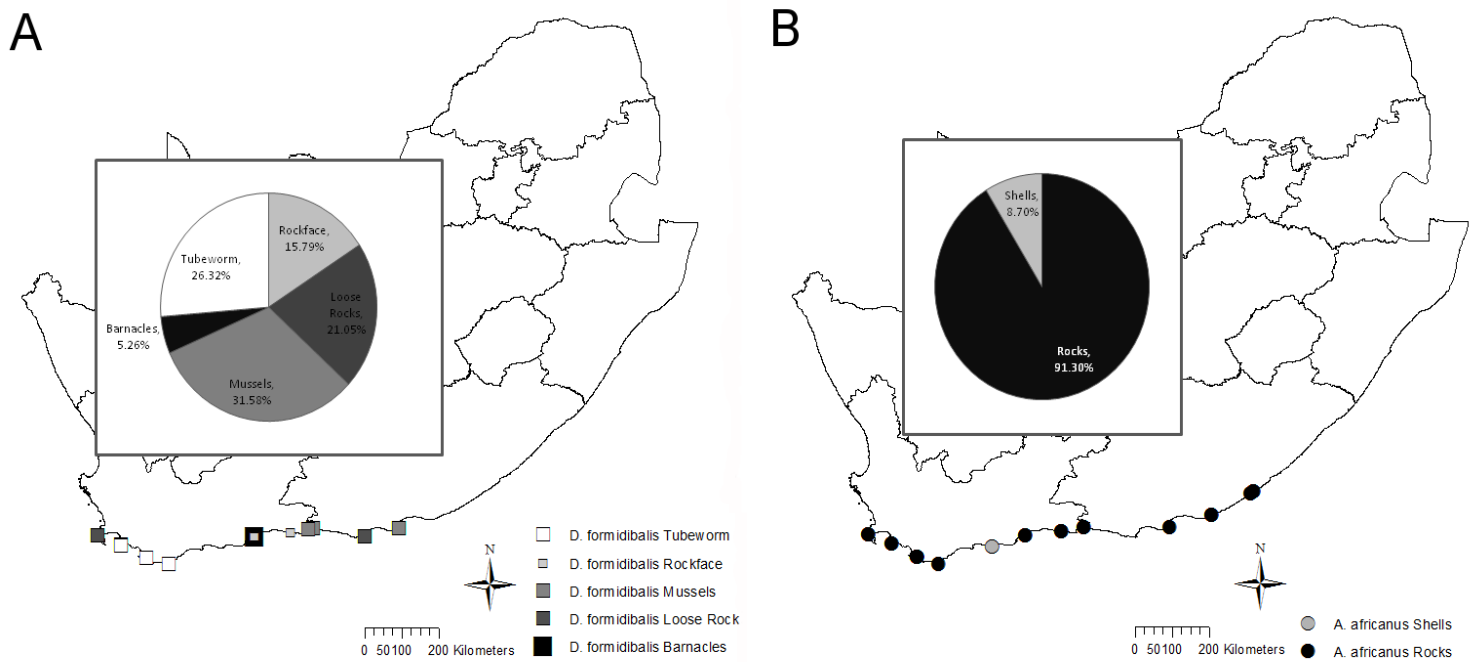 A
Rockface,
15.79%
Tubeworm,
26.32%
Loose
Rocks,
21.05%
Barnacles,
5.26%
Mussels,
31.58%
D. formidibalis Tubeworm
D. formidibalis Rockface
D. formidibalis Mussels
D. formidibalis Loose Rock
D. formidibalis Barnacles
N
0 50100 200 Kilometers
B
Shells,
8.70%
Rocks,
91.30%
N
0 50 100 200 Kilometers
A. africanus Shells
A. africanus Rocks